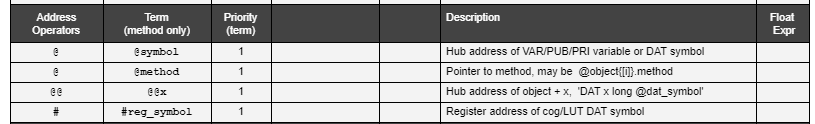 Address Operators Term (method only) Priority (term) Description Float Expr
@ @symbol 1 Hub address of VAR/PUB/PRI variable or DAT symbol
@ @method 1 Pointer to method, may be @object{[i]}.method
@@ @@x 1 Hub address of object + x, 'DAT x long @dat_symbol'
# #reg_symbol 1 Register address of cog/LUT DAT symbol